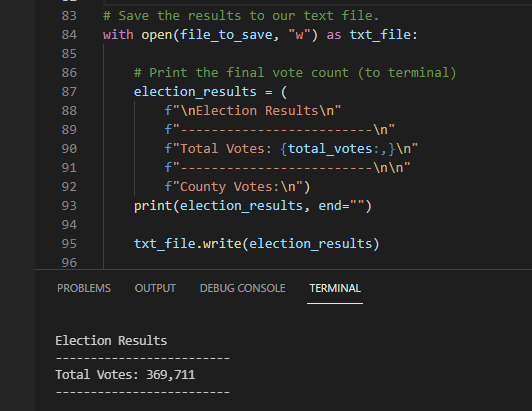 83 # Save the results to our text file.
84 with open(file_to_save, "w") as txt_file:
85
86 # Print the final vote count (to terminal)
87 election_results = (
88 f"\nElection Results\n"
89 f"-------------------------\n"
90 f"Total Votes: {total_votes:,}\n"
91 f"-------------------------\n\n"
92 f"County Votes:\n")
93 print(election_results, end="")
94
95 txt_file.write(election_results)
96
PROBLEMS OUTPUT DEBUG CONSOLE TERMINAL
Election Results
-------------------------
Total Votes: 369,711
-------------------------